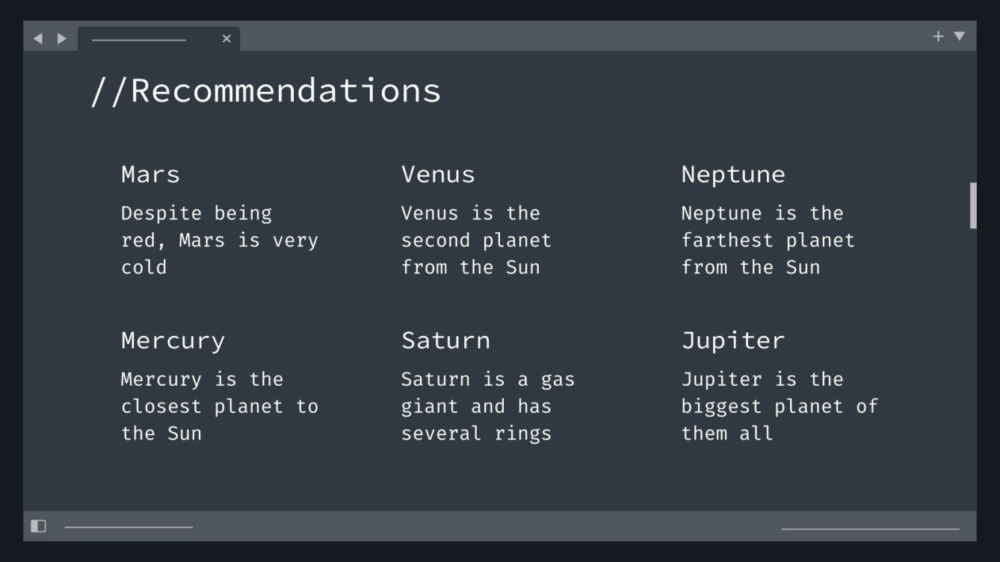 //Recommendations
Mars
Despite being
red, Mars is very
cold
Venus
Venus is the
second planet
from the Sun
Neptune
Neptune is the
farthest planet
from the Sun
Mercury
Mercury is the
closest planet to
the Sun
Saturn
Saturn is a gas
giant and has
several rings
Jupiter
Jupiter is the
biggest planet of
them all